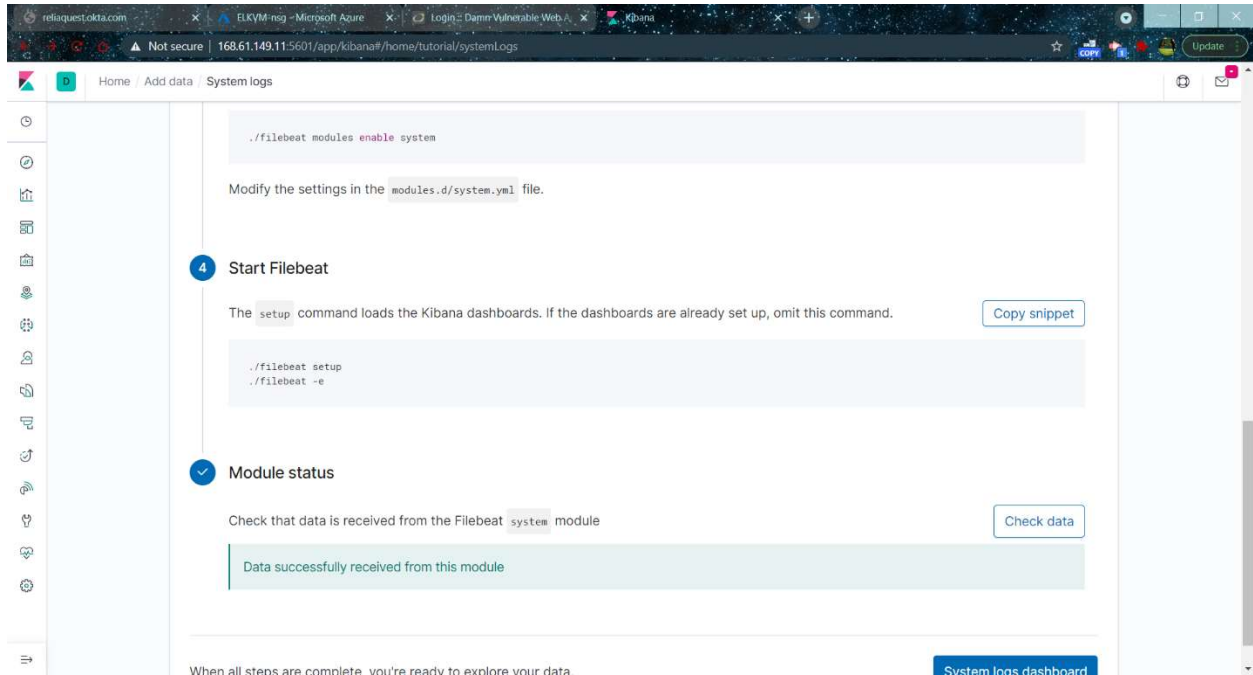 reliaquest.okta.com
ELKVM-nsg - Microsoft Azure
Login :: Damn Vulnerable Web A
Kibana
Not secure | 168.61.149.11:5601/app/kibana#/home/tutorial/systemLogs
COPY
1
Update
D
Home / Add data / System logs
./filebeat modules enable system
Modify the settings in the modules.d/system.yml file.
4
Start Filebeat
The setup command loads the Kibana dashboards. If the dashboards are already set up, omit this command.
Copy snippet
./filebeat setup
./filebeat -e
Module status
Check that data is received from the Filebeat system module
Check data
Data successfully received from this module
When all steps are complete, you're ready to explore your data.
System logs dashboard